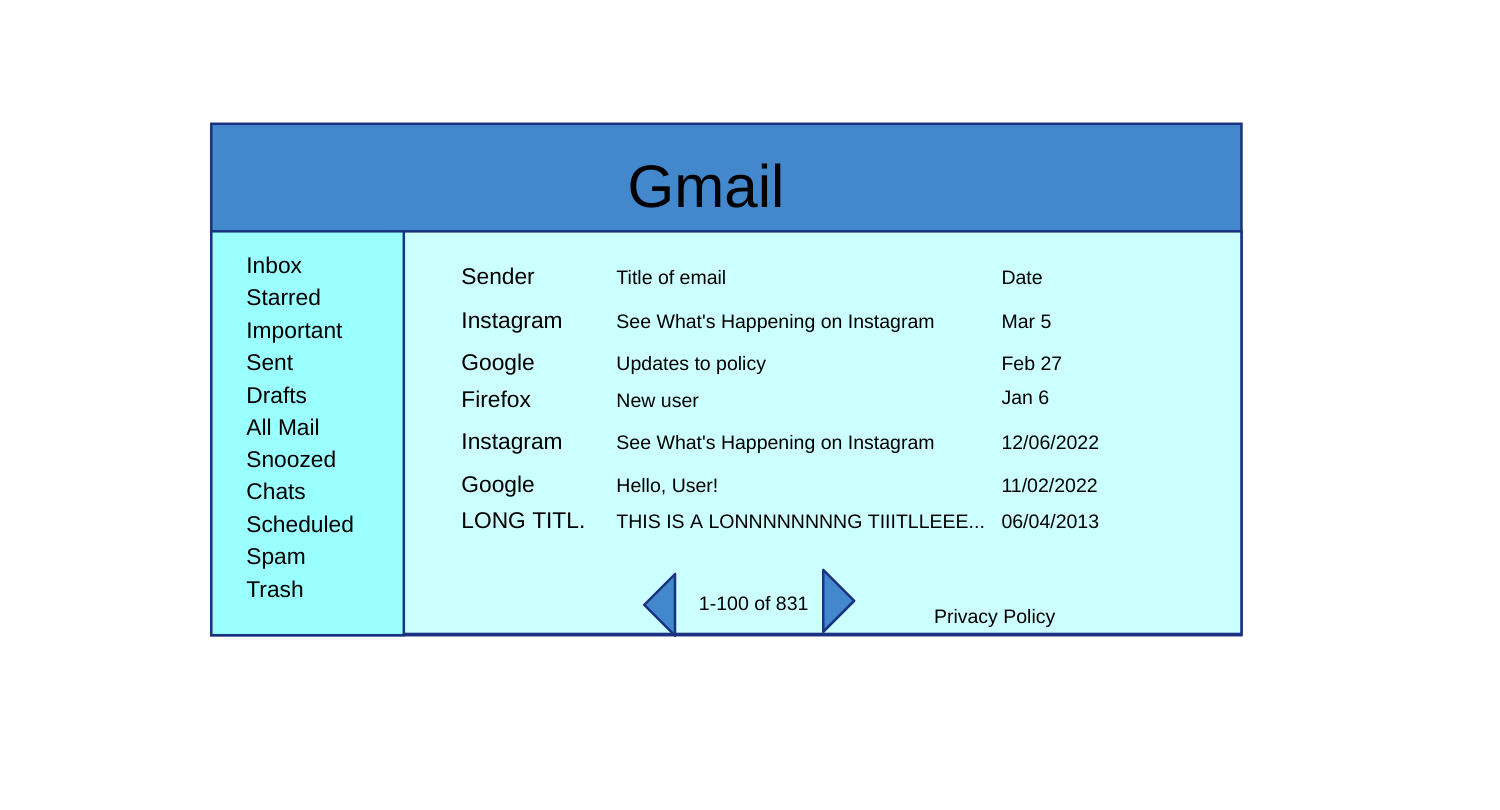 Gmail
Inbox
Starred
Important
Sent
Drafts
All Mail
Snoozed
Chats
Scheduled
Spam
Trash
Sender Title of email Date
Instagram See What's Happening on Instagram Mar 5
Google Updates to policy Feb 27
Firefox New user Jan 6
Instagram See What's Happening on Instagram 12/06/2022
Google Hello, User! 11/02/2022
LONG TITL. THIS IS A LONNNNNNNNG TIIITLLEEE... 06/04/2013
1-100 of 831
Privacy Policy